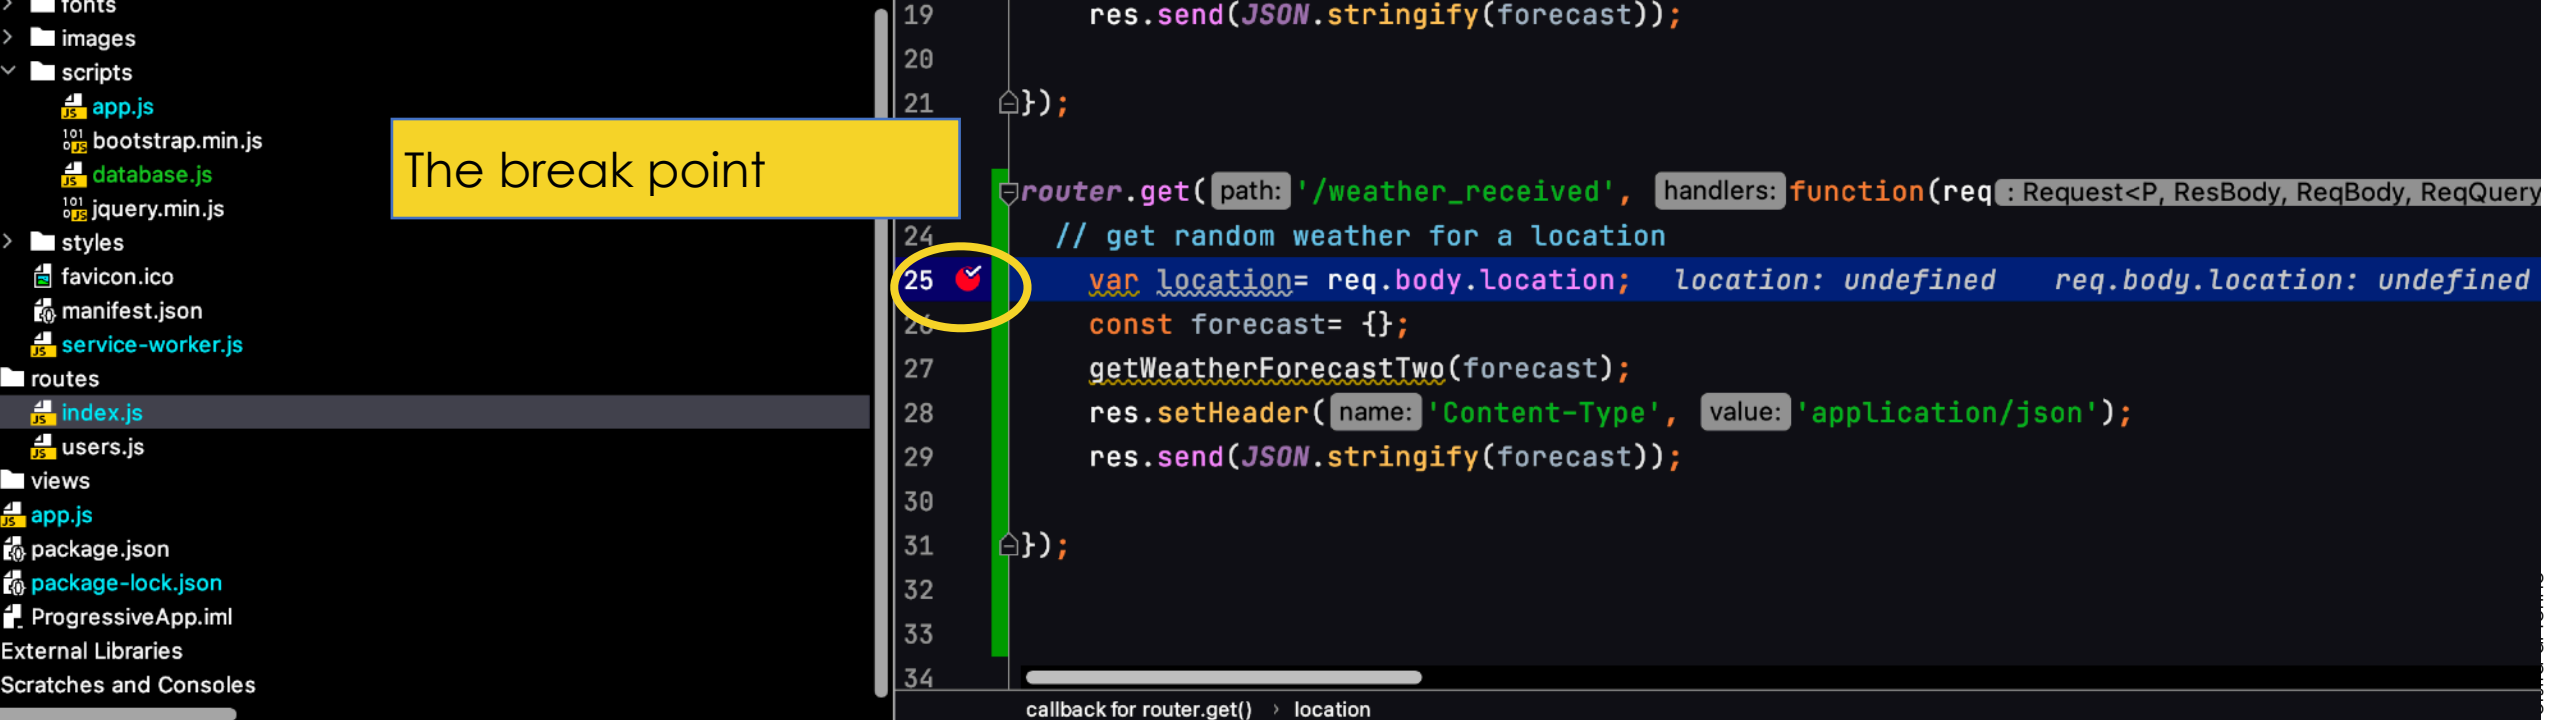 fonts
images
scripts
app.js
bootstrap.min.js
database.js
jquery.min.js
styles
favicon.ico
manifest.json
service-worker.js
routes
index.js
users.js
views
app.js
package.json
package-lock.json
ProgressiveApp.iml
External Libraries
Scratches and Consoles
The break point
19 res.send(JSON.stringify(forecast));
20
21 });
router.get( path: '/weather_received', handlers: function(req : Request<P, ResBody, ReqBody, ReqQuery
24 // get random weather for a location
25 var location= req.body.location; location: undefined req.body.location: undefined
26 const forecast= {};
27 getWeatherForecastTwo(forecast);
28 res.setHeader( name: 'Content-Type', value: 'application/json');
29 res.send(JSON.stringify(forecast));
30
31 });
32
33
34
callback for router.get() › location